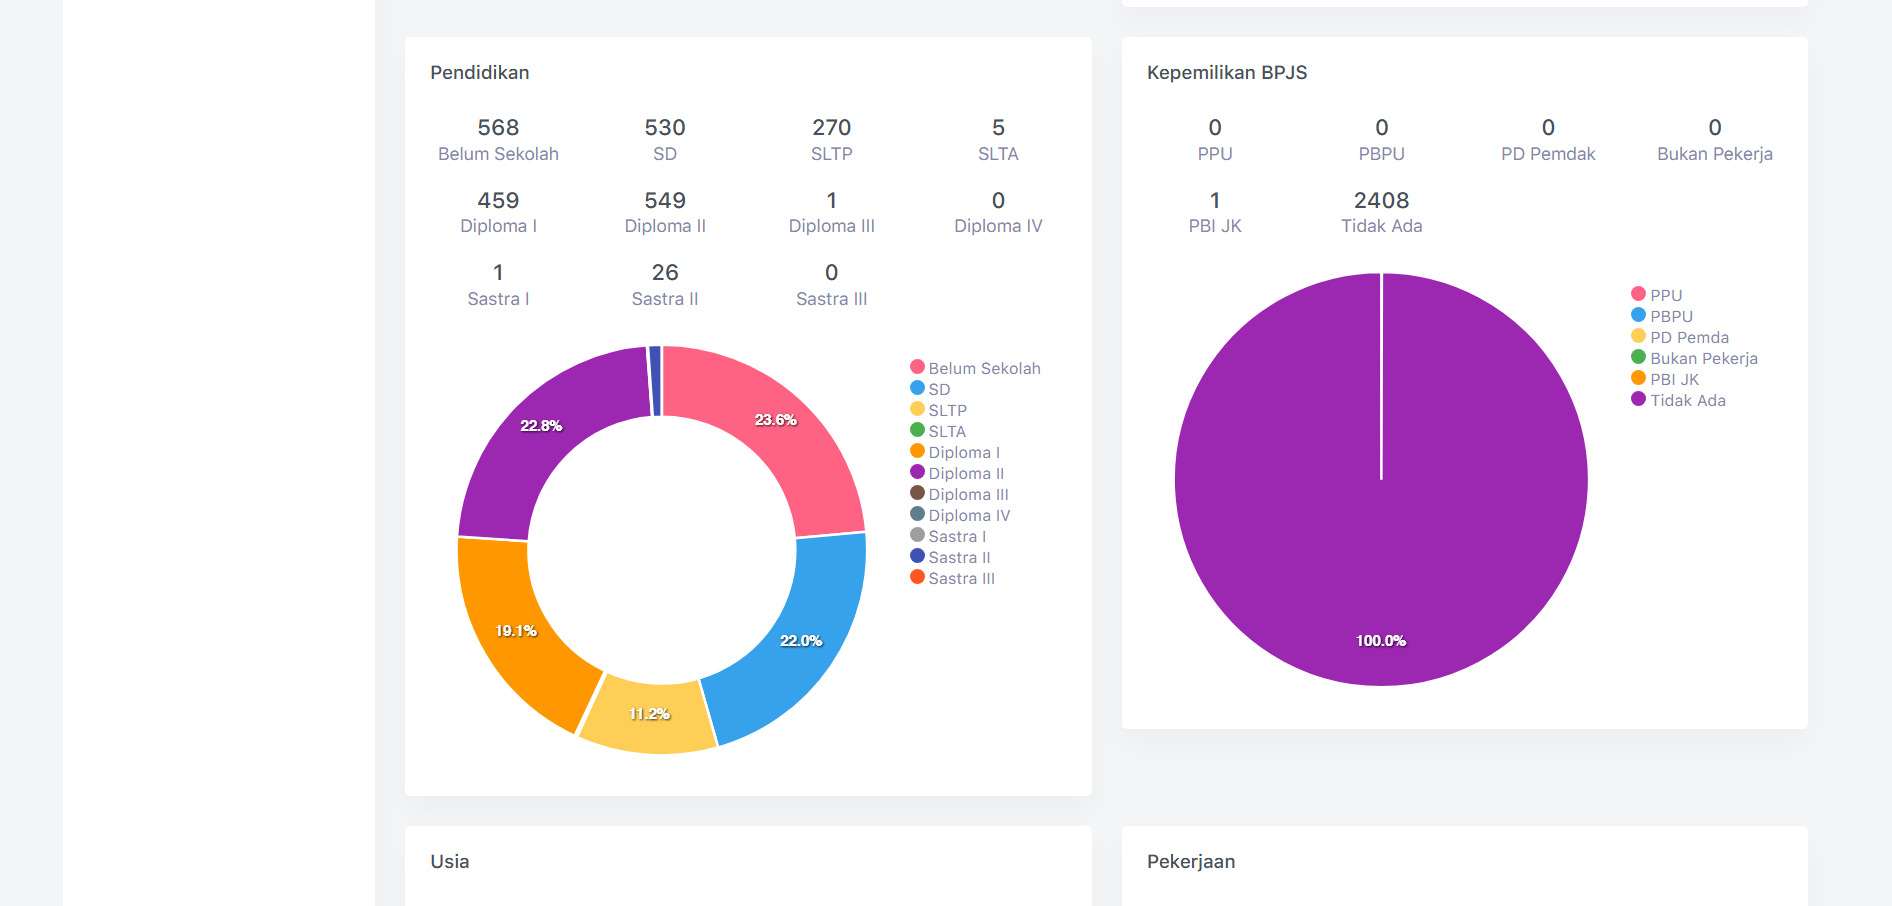 Pendidikan
568 530 270 5
Belum Sekolah SD SLTP SLTA
459 549 1 0
Diploma I Diploma II Diploma III Diploma IV
1 26 0
Sastra I Sastra II Sastra III
23.6%
22.8%
19.1%
22.0%
11.2%
Belum Sekolah
SD
SLTP
SLTA
Diploma I
Diploma II
Diploma III
Diploma IV
Sastra I
Sastra II
Sastra III
Kepemilikan BPJS
0 0 0 0
PPU PBPU PD Pemdak Bukan Pekerja
1 2408
PBI JK Tidak Ada
100.0%
PPU
PBPU
PD Pemda
Bukan Pekerja
PBI JK
Tidak Ada
Usia
Pekerjaan